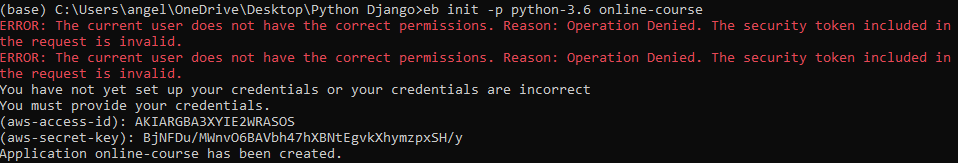 (base) C:\Users\angel\OneDrive\Desktop\Python Django>eb init -p python-3.6 online-course
ERROR: The current user does not have the correct permissions. Reason: Operation Denied. The security token included in
the request is invalid.
ERROR: The current user does not have the correct permissions. Reason: Operation Denied. The security token included in
the request is invalid.
You have not yet set up your credentials or your credentials are incorrect
You must provide your credentials.
(aws-access-id): AKIARGBA3XYIE2WRASOS
(aws-secret-key): BjNFDu/MWnvO6BAVbh47hXBNtEgvkXhymzpxSH/y
Application online-course has been created.